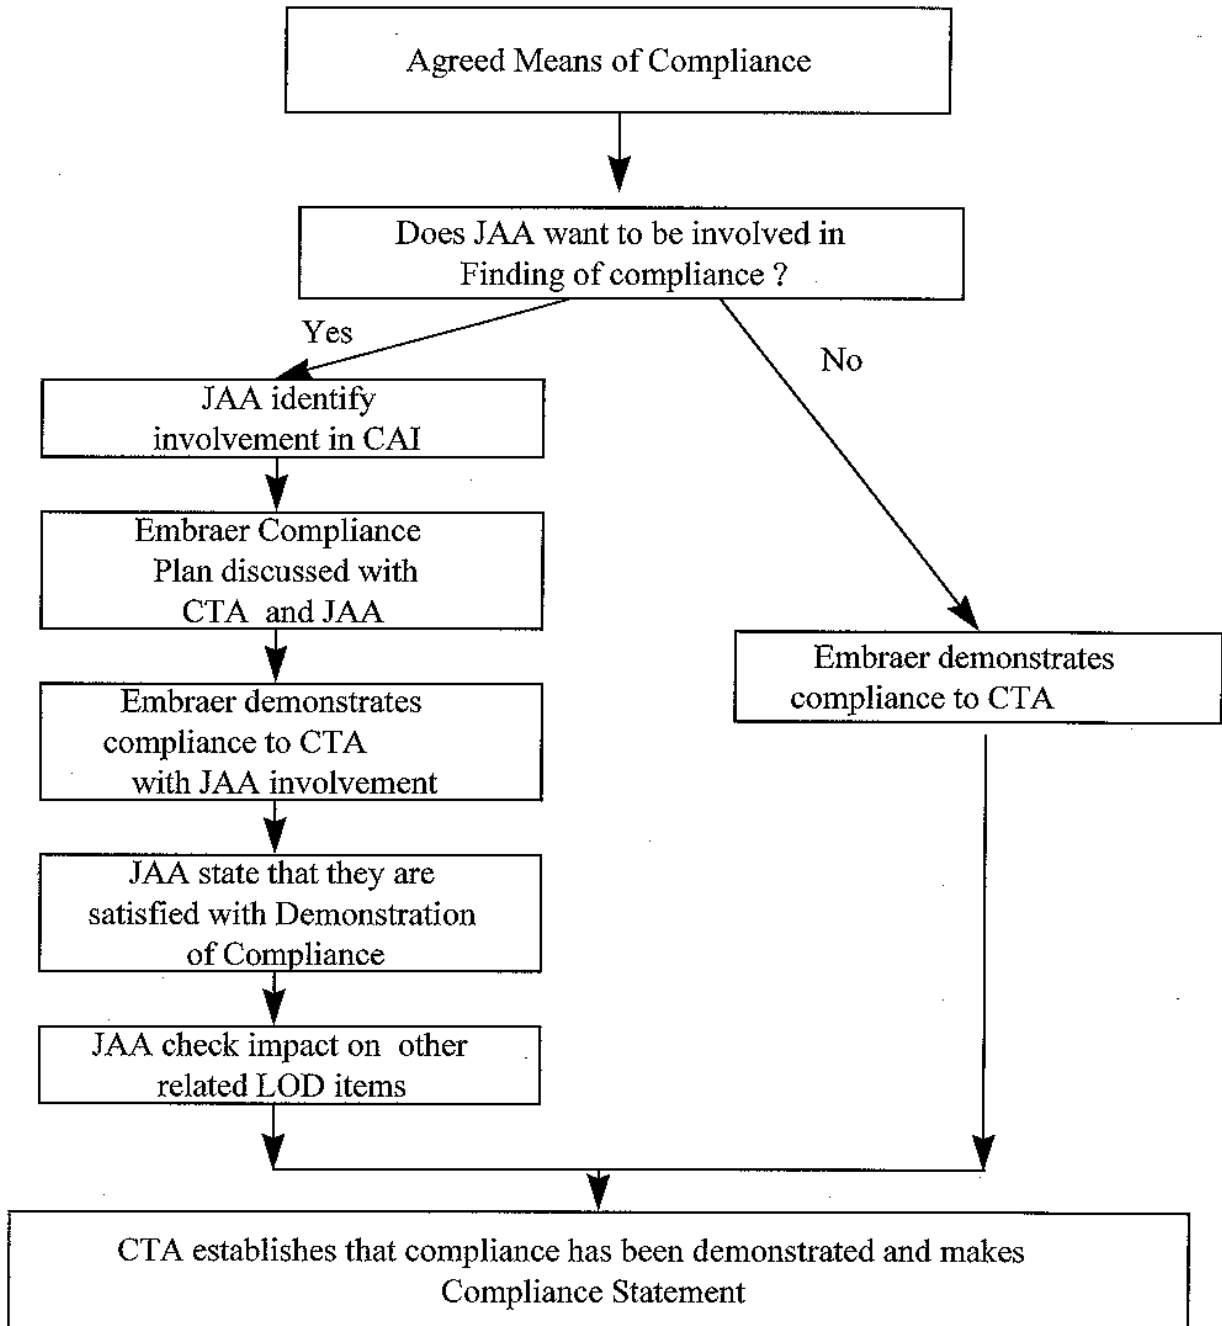 Agreed Means of Compliance
Does JAA want to be involved in
Finding of compliance ?
Yes
No
JAA identify
involvement in CAI
Embraer Compliance
Plan discussed with
CTA and JAA
Embraer demonstrates
compliance to CTA
Embraer demonstrates
compliance to CTA
with JAA involvement
JAA state that they are
satisfied with Demonstration
of Compliance
JAA check impact on other
related LOD items
CTA establishes that compliance has been demonstrated and makes
Compliance Statement